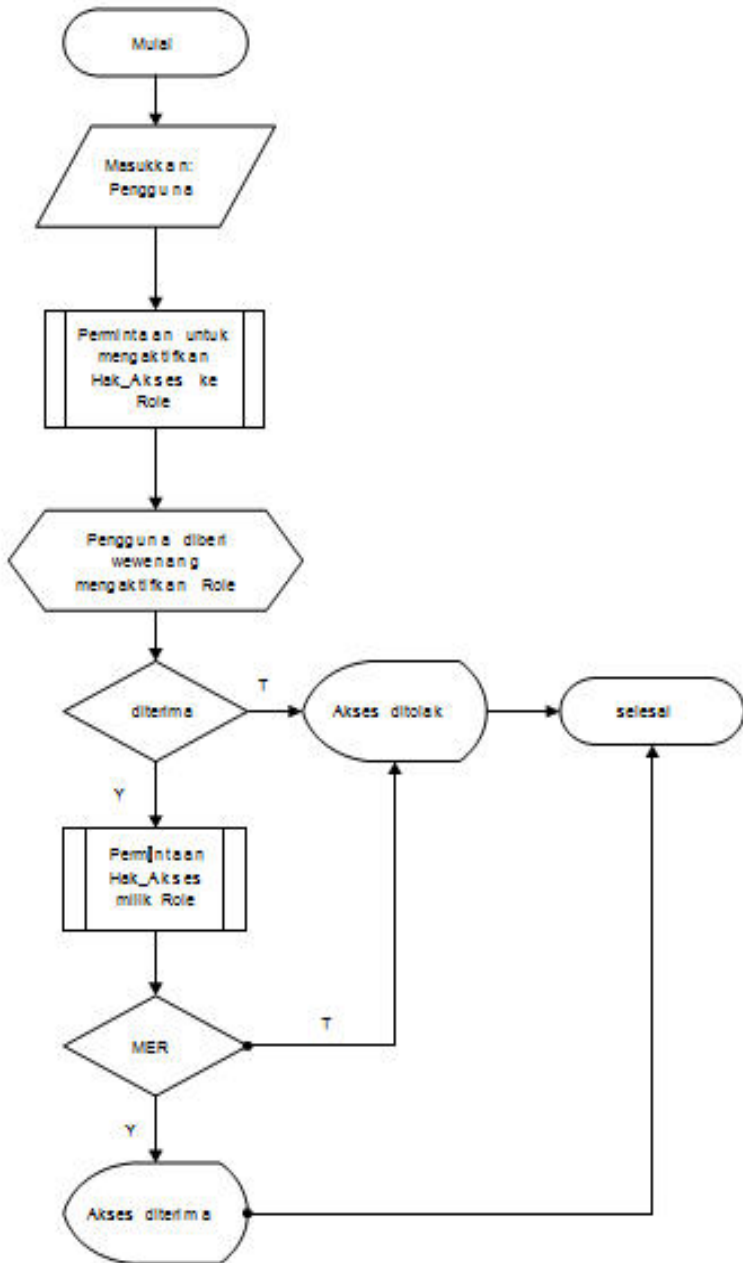 Mulai
Masukkan:
Pengguna
Permintaan untuk
mengaktifkan
Hak_Akses ke
Role
Pengguna diberi
wewenang
mengaktifkan Role
diterima
T
Akses ditolak
selesai
Y
Permintaan
Hak_Akses
milik Role
MER
T
Y
Akses diterima